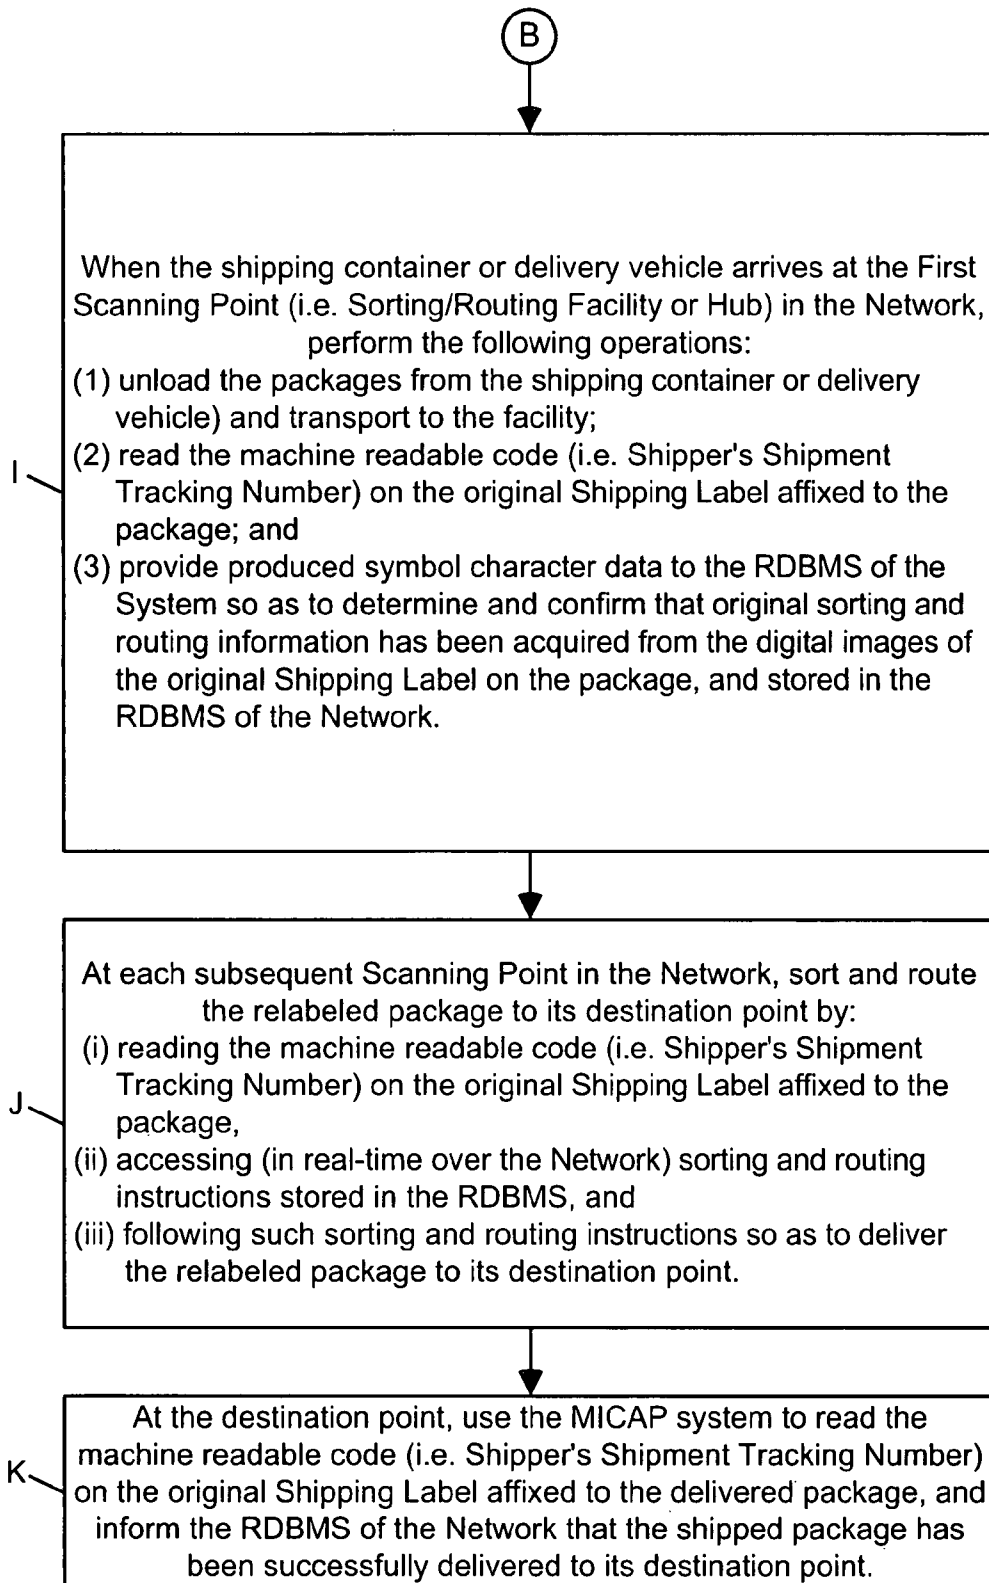 B
When the shipping container or delivery vehicle arrives at the First
Scanning Point (i.e. Sorting/Routing Facility or Hub) in the Network,
perform the following operations:
(1) unload the packages from the shipping container or delivery
vehicle) and transport to the facility;
(2) read the machine readable code (i.e. Shipper's Shipment
Tracking Number) on the original Shipping Label affixed to the
package; and
(3) provide produced symbol character data to the RDBMS of the
System so as to determine and confirm that original sorting and
routing information has been acquired from the digital images of
the original Shipping Label on the package, and stored in the
RDBMS of the Network.
I
At each subsequent Scanning Point in the Network, sort and route
the relabeled package to its destination point by:
(i) reading the machine readable code (i.e. Shipper's Shipment
Tracking Number) on the original Shipping Label affixed to the
package,
(ii) accessing (in real-time over the Network) sorting and routing
instructions stored in the RDBMS, and
(iii) following such sorting and routing instructions so as to deliver
the relabeled package to its destination point.
J
At the destination point, use the MICAP system to read the
machine readable code (i.e. Shipper's Shipment Tracking Number)
on the original Shipping Label affixed to the delivered package, and
inform the RDBMS of the Network that the shipped package has
been successfully delivered to its destination point.
K